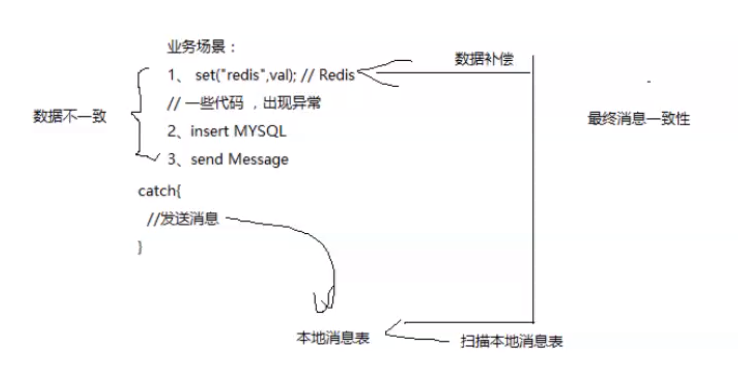 业务场景：
1、 set("redis",val); // Redis
数据补偿
// 一些代码 ，出现异常
数据不一致
最终消息一致性
2、insert MYSQL
3、send Message
catch{
//发送消息
}
本地消息表
扫描本地消息表